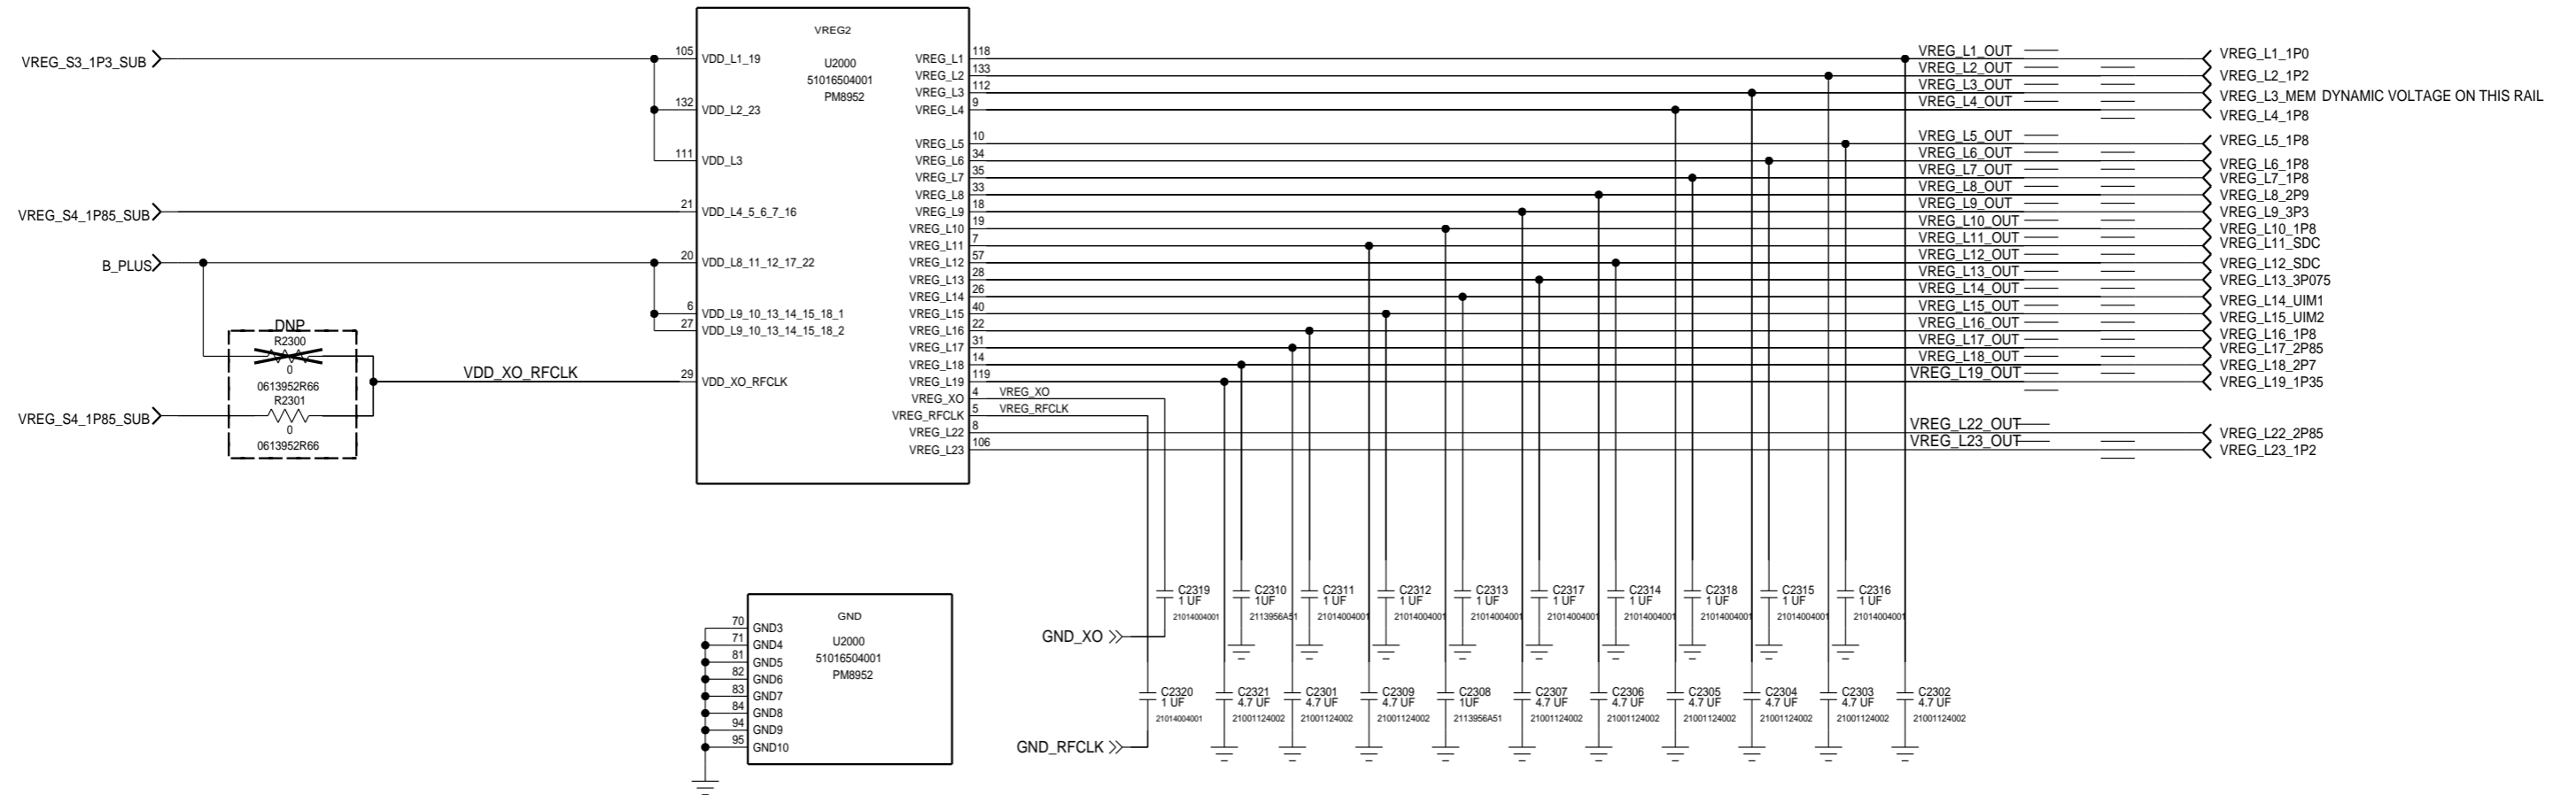 VREG2
U2000
51016504001
PM8952
VREG_S3_1P3_SUB
105 VDD_L1_19
132 VDD_L2_23
111 VDD_L3
VREG_S4_1P85_SUB
21 VDD_L4_5_6_7_16
B_PLUS
20 VDD_L8_11_12_17_22
6 VDD_L9_10_13_14_15_18_1
27 VDD_L9_10_13_14_15_18_2
DNP
R2300
0
0613952R66
VDD_XO_RFCLK
29 VDD_XO_RFCLK
R2301
0
0613952R66
VREG_S4_1P85_SUB
VREG_L1 118 VREG_L1_OUT VREG_L1_1P0
VREG_L2 133 VREG_L2_OUT VREG_L2_1P2
VREG_L3 112 VREG_L3_OUT VREG_L3_MEM DYNAMIC VOLTAGE ON THIS RAIL
VREG_L4 9 VREG_L4_OUT VREG_L4_1P8
VREG_L5 10 VREG_L5_OUT VREG_L5_1P8
VREG_L6 34 VREG_L6_OUT VREG_L6_1P8
VREG_L7 35 VREG_L7_OUT VREG_L7_1P8
VREG_L8 33 VREG_L8_OUT VREG_L8_2P9
VREG_L9 18 VREG_L9_OUT VREG_L9_3P3
VREG_L10 19 VREG_L10_OUT VREG_L10_1P8
VREG_L11 7 VREG_L11_OUT VREG_L11_SDC
VREG_L12 57 VREG_L12_OUT VREG_L12_SDC
VREG_L13 28 VREG_L13_OUT VREG_L13_3P075
VREG_L14 26 VREG_L14_OUT VREG_L14_UIM1
VREG_L15 40 VREG_L15_OUT VREG_L15_UIM2
VREG_L16 22 VREG_L16_OUT VREG_L16_1P8
VREG_L17 31 VREG_L17_OUT VREG_L17_2P85
VREG_L18 14 VREG_L18_OUT VREG_L18_2P7
VREG_L19 119 VREG_L19_OUT VREG_L19_1P35
VREG_XO 4 VREG_XO
VREG_RFCLK 5 VREG_RFCLK
VREG_L22 8 VREG_L22_OUT VREG_L22_2P85
VREG_L23 106 VREG_L23_OUT VREG_L23_1P2
C2319 C2310 C2311 C2312 C2313 C2317 C2314 C2318 C2315 C2316
1 UF 1UF 1 UF 1 UF 1 UF 1 UF 1 UF 1 UF 1 UF 1 UF
21014004001 2113956A51 21014004001 21014004001 21014004001 21014004001 21014004001 21014004001 21014004001 21014004001
GND_XO
C2320 C2321 C2301 C2309 C2308 C2307 C2306 C2305 C2304 C2303 C2302
1 UF 4.7 UF 4.7 UF 4.7 UF 1UF 4.7 UF 4.7 UF 4.7 UF 4.7 UF 4.7 UF 4.7 UF
21014004001 21001124002 21001124002 21001124002 2113956A51 21001124002 21001124002 21001124002 21001124002 21001124002 21001124002
GND_RFCLK
GND
U2000
51016504001
PM8952
70 GND3
71 GND4
81 GND5
82 GND6
83 GND7
84 GND8
94 GND9
95 GND10